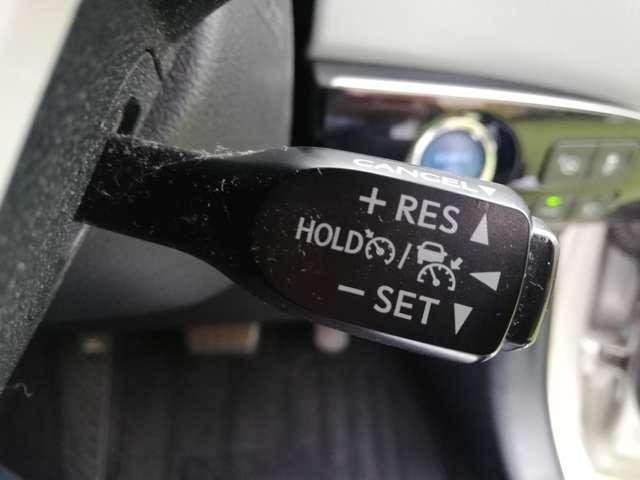 CANCEL
+ RES
HOLD /
− SET